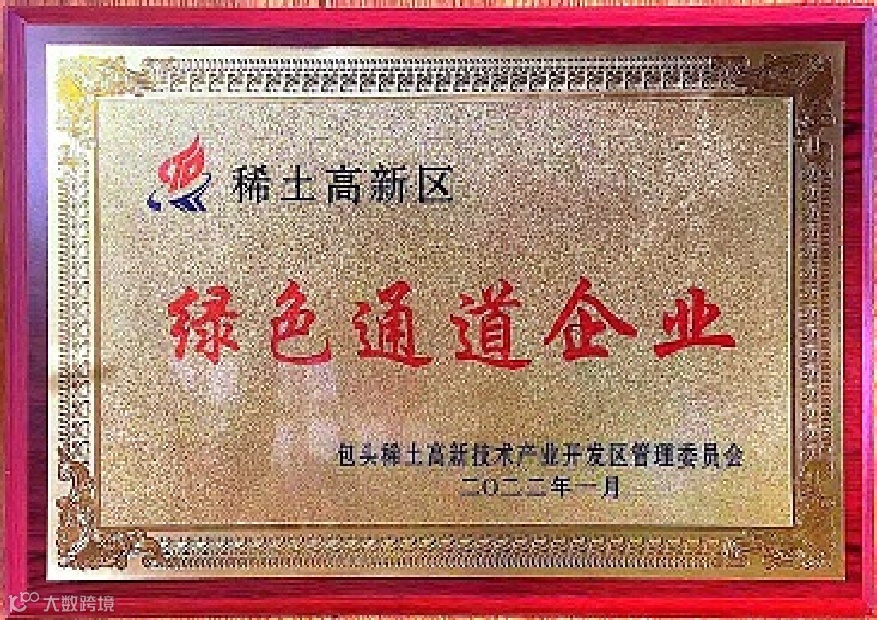 稀土高新区
绿色通道企业
包头稀土高新技术产业开发区管理委员会
二〇二二年一月
大数跨境